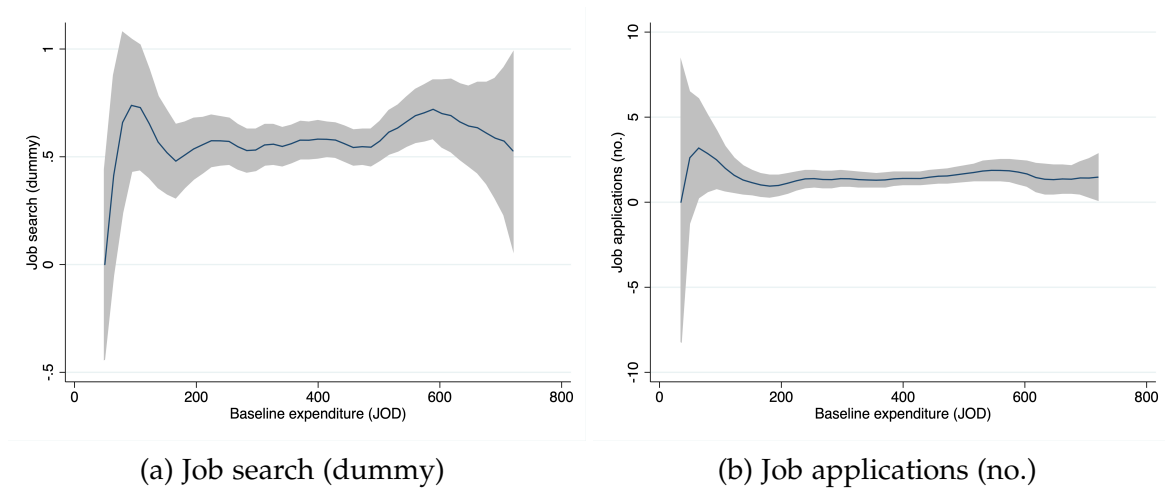 1
.5
0
-.5
Job search (dummy)
0 200 400 600 800
Baseline expenditure (JOD)
(a) Job search (dummy)
10
5
0
-5
-10
Job applications (no.)
0 200 400 600 800
Baseline expenditure (JOD)
(b) Job applications (no.)